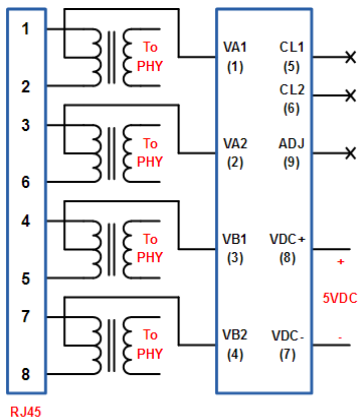 1
2
3
6
4
5
7
8
RJ45
To
PHY
To
PHY
To
PHY
To
PHY
VA1
(1)
VA2
(2)
VB1
(3)
VB2
(4)
CL1
(5)
CL2
(6)
ADJ
(9)
VDC+
(8)
VDC-
(7)
+
5VDC
-